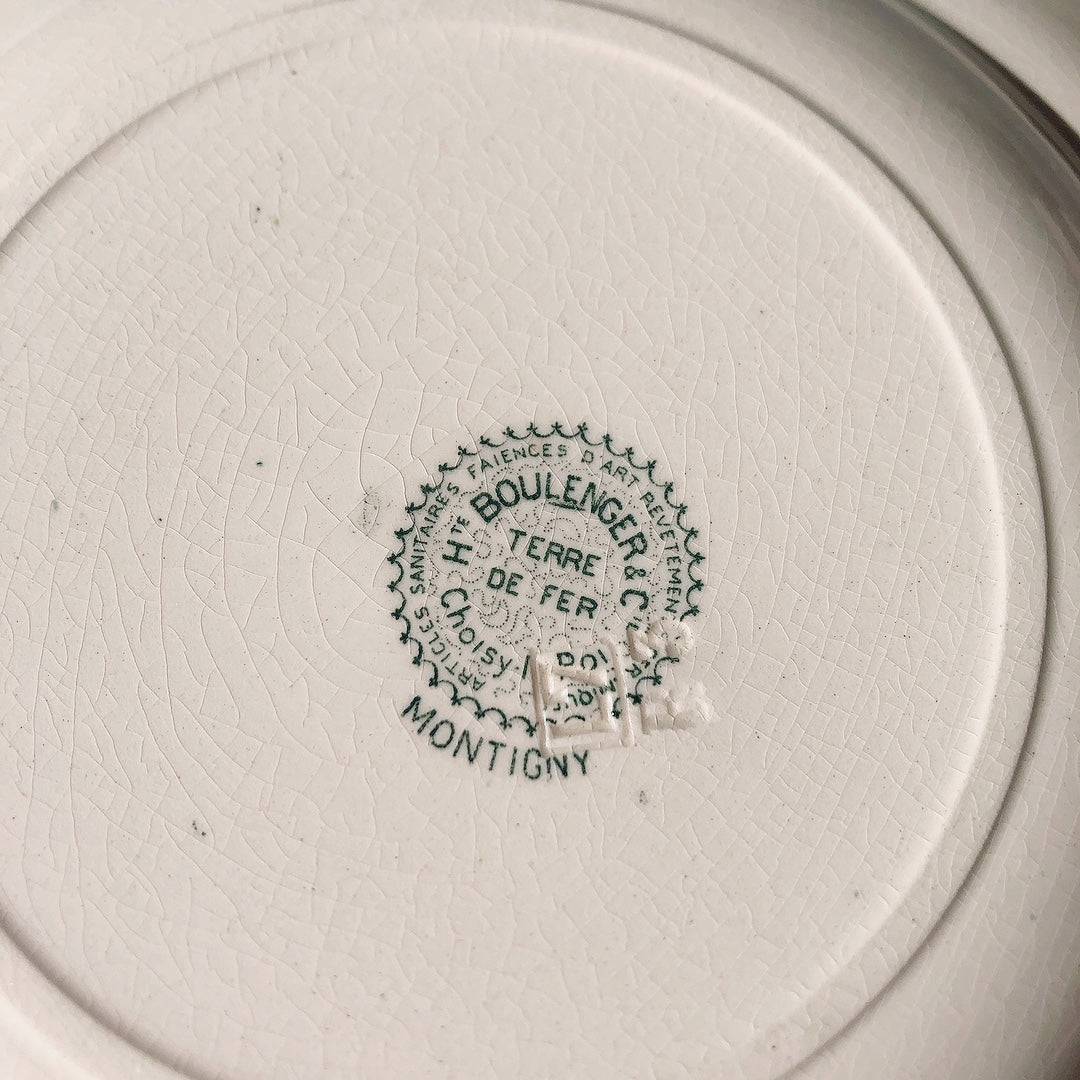 ARTICLES SANITAIRES FAIENCES D'ART REVETEMEN
Hte BOULENGER & Cie
TERRE
DE FER
Choisy
MONTIGNY